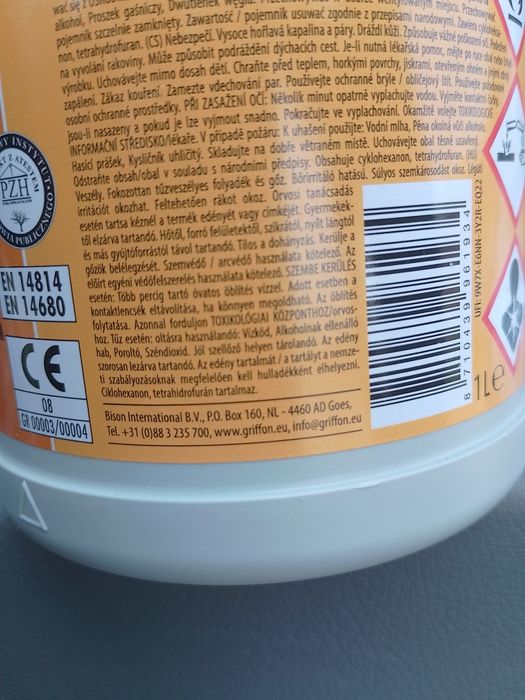 alkohol, Proszek gaśniczy, Dwutlenek węgla.
pojemnik szczelnie zamknięty. Zawartość / pojemnik usuwać zgodnie z przepisami narodowymi. Zawiera
non, tetrahydrofuran. (CS) Nebezpečí. Vysoce hořlavá kapalina a páry. Dráždí kůži. Způsobuje vážné poškození očí.
na vyvolání rakoviny. Může způsobit podráždění dýchacích cest. Je-li nutná lékařská pomoc, mějte po ruce obal nebo
výrobku. Uchovávejte mimo dosah dětí. Chraňte před teplem, horkými povrchy, jiskrami, otevřeným ohněm a jinými
zapálení. Zákaz kouření. Zamezte vdechování par. Používejte ochranné brýle / obličejový štít. Používejte požadované
osobní ochranné prostředky. PŘI ZASAŽENÍ OČÍ: Několik minut opatrně vyplachujte vodou. Vyjměte kontaktní čočky,
jsou-li nasazeny a pokud je lze vyjmout snadno. Pokračujte ve vyplachování. Okamžitě volejte TOXIKOLOGICKÉ
INFORMAČNÍ STŘEDISKO/lékaře. V případě požáru: K uhašení použijte: Vodní mlha, Pěna odolná vůči alkoholu,
Hasicí prášek, Kysličník uhličitý. Skladujte na dobře větraném místě. Uchovávejte obal těsně uzavřený.
Odstraňte obsah/obal v souladu s národními předpisy. Obsahuje cyklohexanon, tetrahydrofuran. (HU)
Veszély. Fokozottan tűzveszélyes folyadék és gőz. Bőrirritáló hatású. Súlyos szemkárosodást okoz. Légúti
irritációt okozhat. Feltehetően rákot okoz. Orvosi tanácsadás
esetén tartsa kéznél a termék edényét vagy címkéjét. Gyermekek-
től elzárva tartandó. Hőtől, forró felületektől, szikrától, nyílt lángtól
és más gyújtóforrástól távol tartandó. Tilos a dohányzás. Kerülje a
gőzök belélegzését. Szemvédő / arcvédő használata kötelező. Az
előírt egyéni védőfelszerelés használata kötelező. SZEMBE KERÜLÉS
esetén: Több percig tartó óvatos öblítés vízzel. Adott esetben a
kontaktlencsék eltávolítása, ha könnyen megoldható. Az öblítés
folytatása. Azonnal forduljon TOXIKOLÓGIAI KÖZPONTHOZ/orvos-
hoz. Tűz esetén: oltásra használandó: Vízköd, Alkoholnak ellenálló
hab, Poroltó, Széndioxid. Jól szellőző helyen tárolandó. Az edény
szorosan lezárva tartandó. Az edény tartalmát / a tartályt a nemze-
ti szabályozásoknak megfelelően kell hulladékként elhelyezni.
Ciklohexanon, tetrahidrofurán tartalmaz.
Bison International B.V., P.O. Box 160, NL - 4460 AD Goes,
Tel. +31 (0)88 3 235 700, www.griffon.eu, info@griffon.eu
PZH
EN 14814
EN 14680
CE
08
GR 00003/00004
8 710439 961934
UFI: 9W7X-E6NN-3Y2R-EQ22
1L e